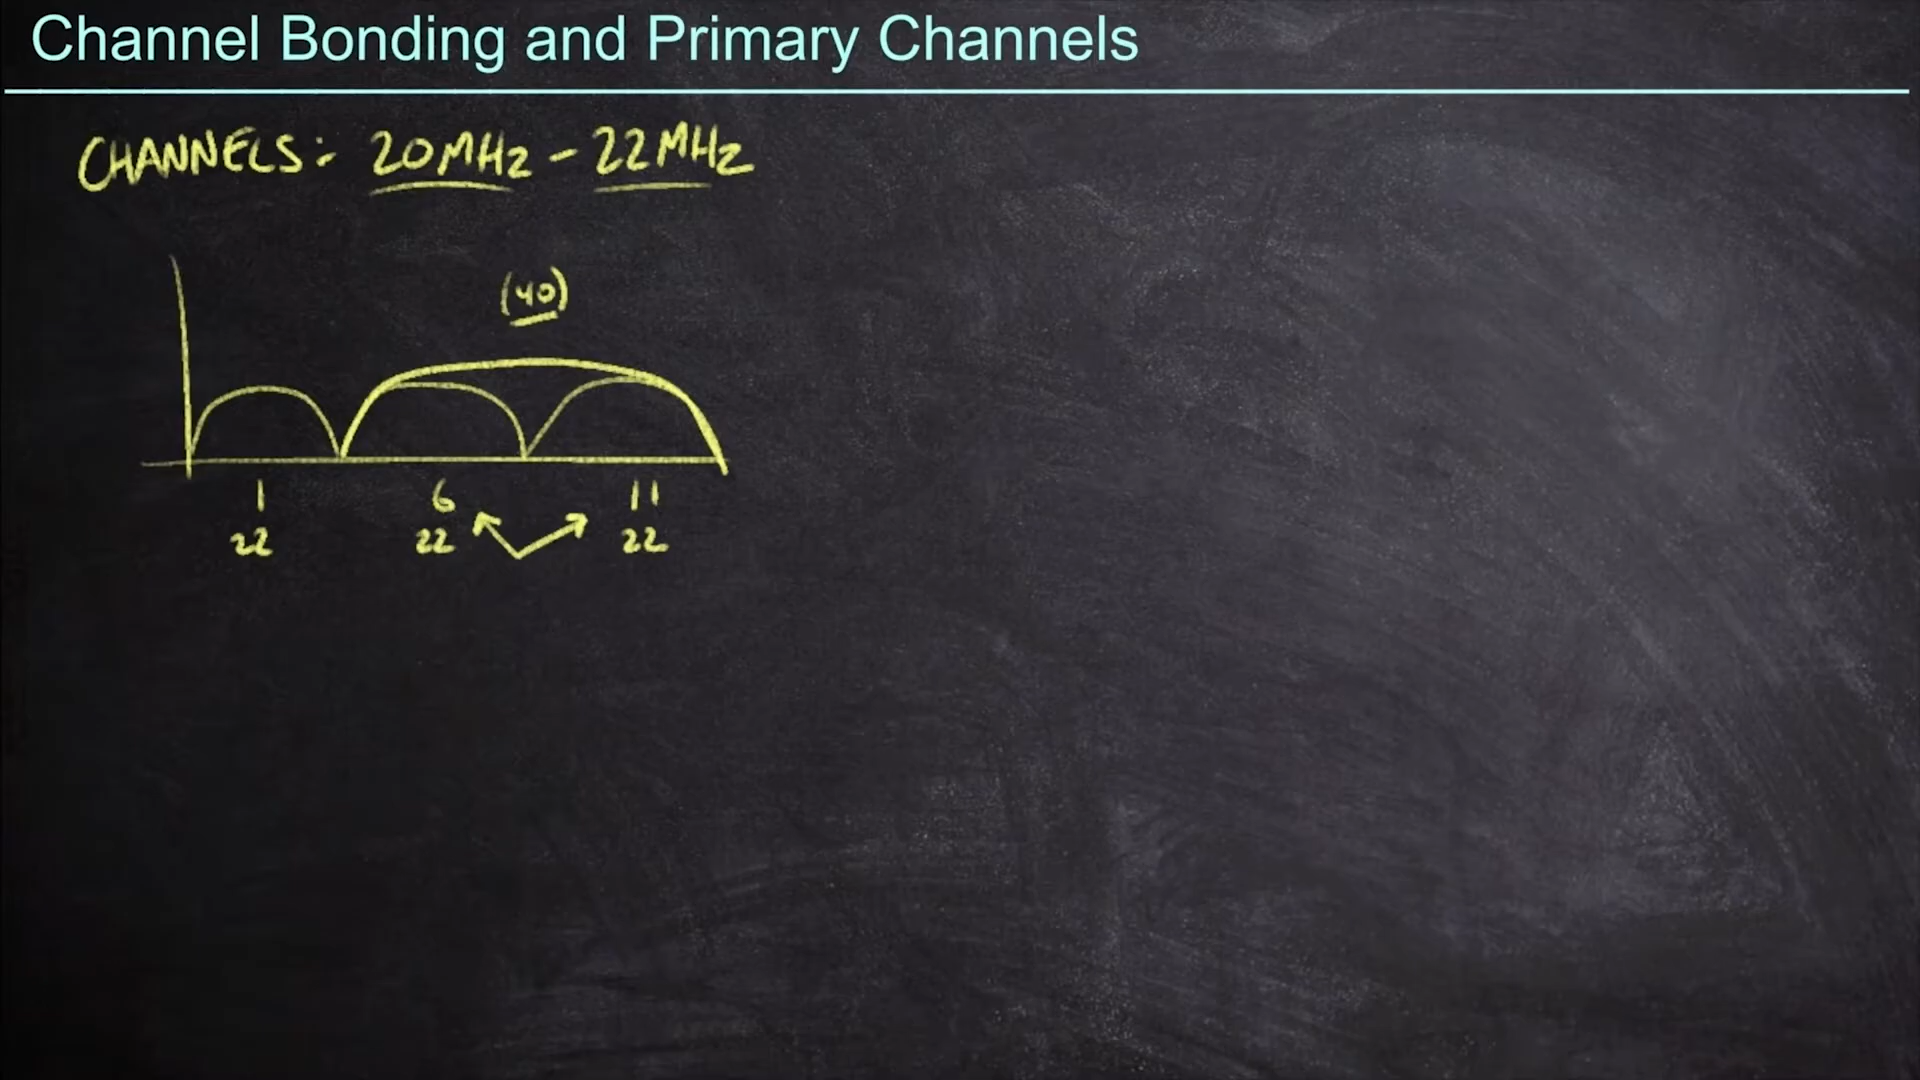 Channel Bonding and Primary Channels
CHANNELS:- 20MHz - 22MHz
(40)
1 6 11
22 22 22